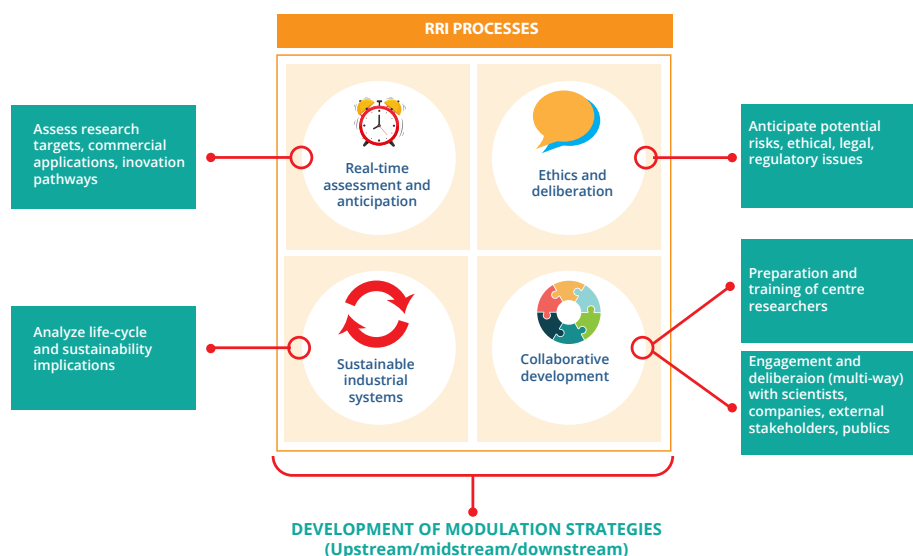 RRI PROCESSES
Assess research
targets, commercial
applications, inovation
pathways
Real-time
assessment and
anticipation
Ethics and
deliberation
Anticipate potential
risks, ethical, legal,
regulatory issues
Analyze life-cycle
and sustainability
implications
Sustainable
industrial
systems
Collaborative
development
Preparation and
training of centre
researchers
Engagement and
deliberaion (multi-way)
with scientists,
companies, external
stakeholders, publics
DEVELOPMENT OF MODULATION STRATEGIES
(Upstream/midstream/downstream)